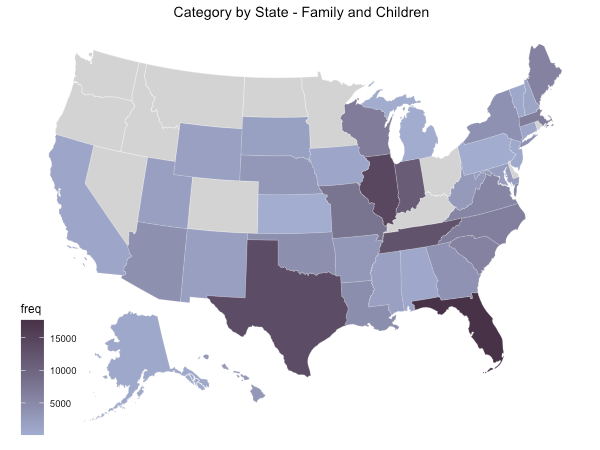 Category by State - Family and Children
freq
15000
10000
5000